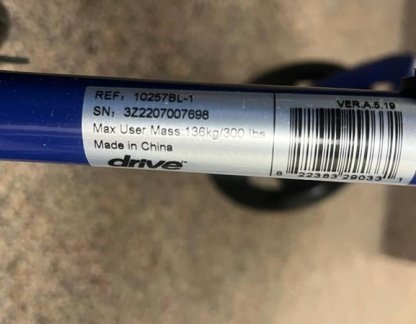 REF: 10257BL-1
SN: 3Z2207007698
Max User Mass:136kg/300 lbs
Made in China
drive™
VER.A.5.19
8 22383 29033 1